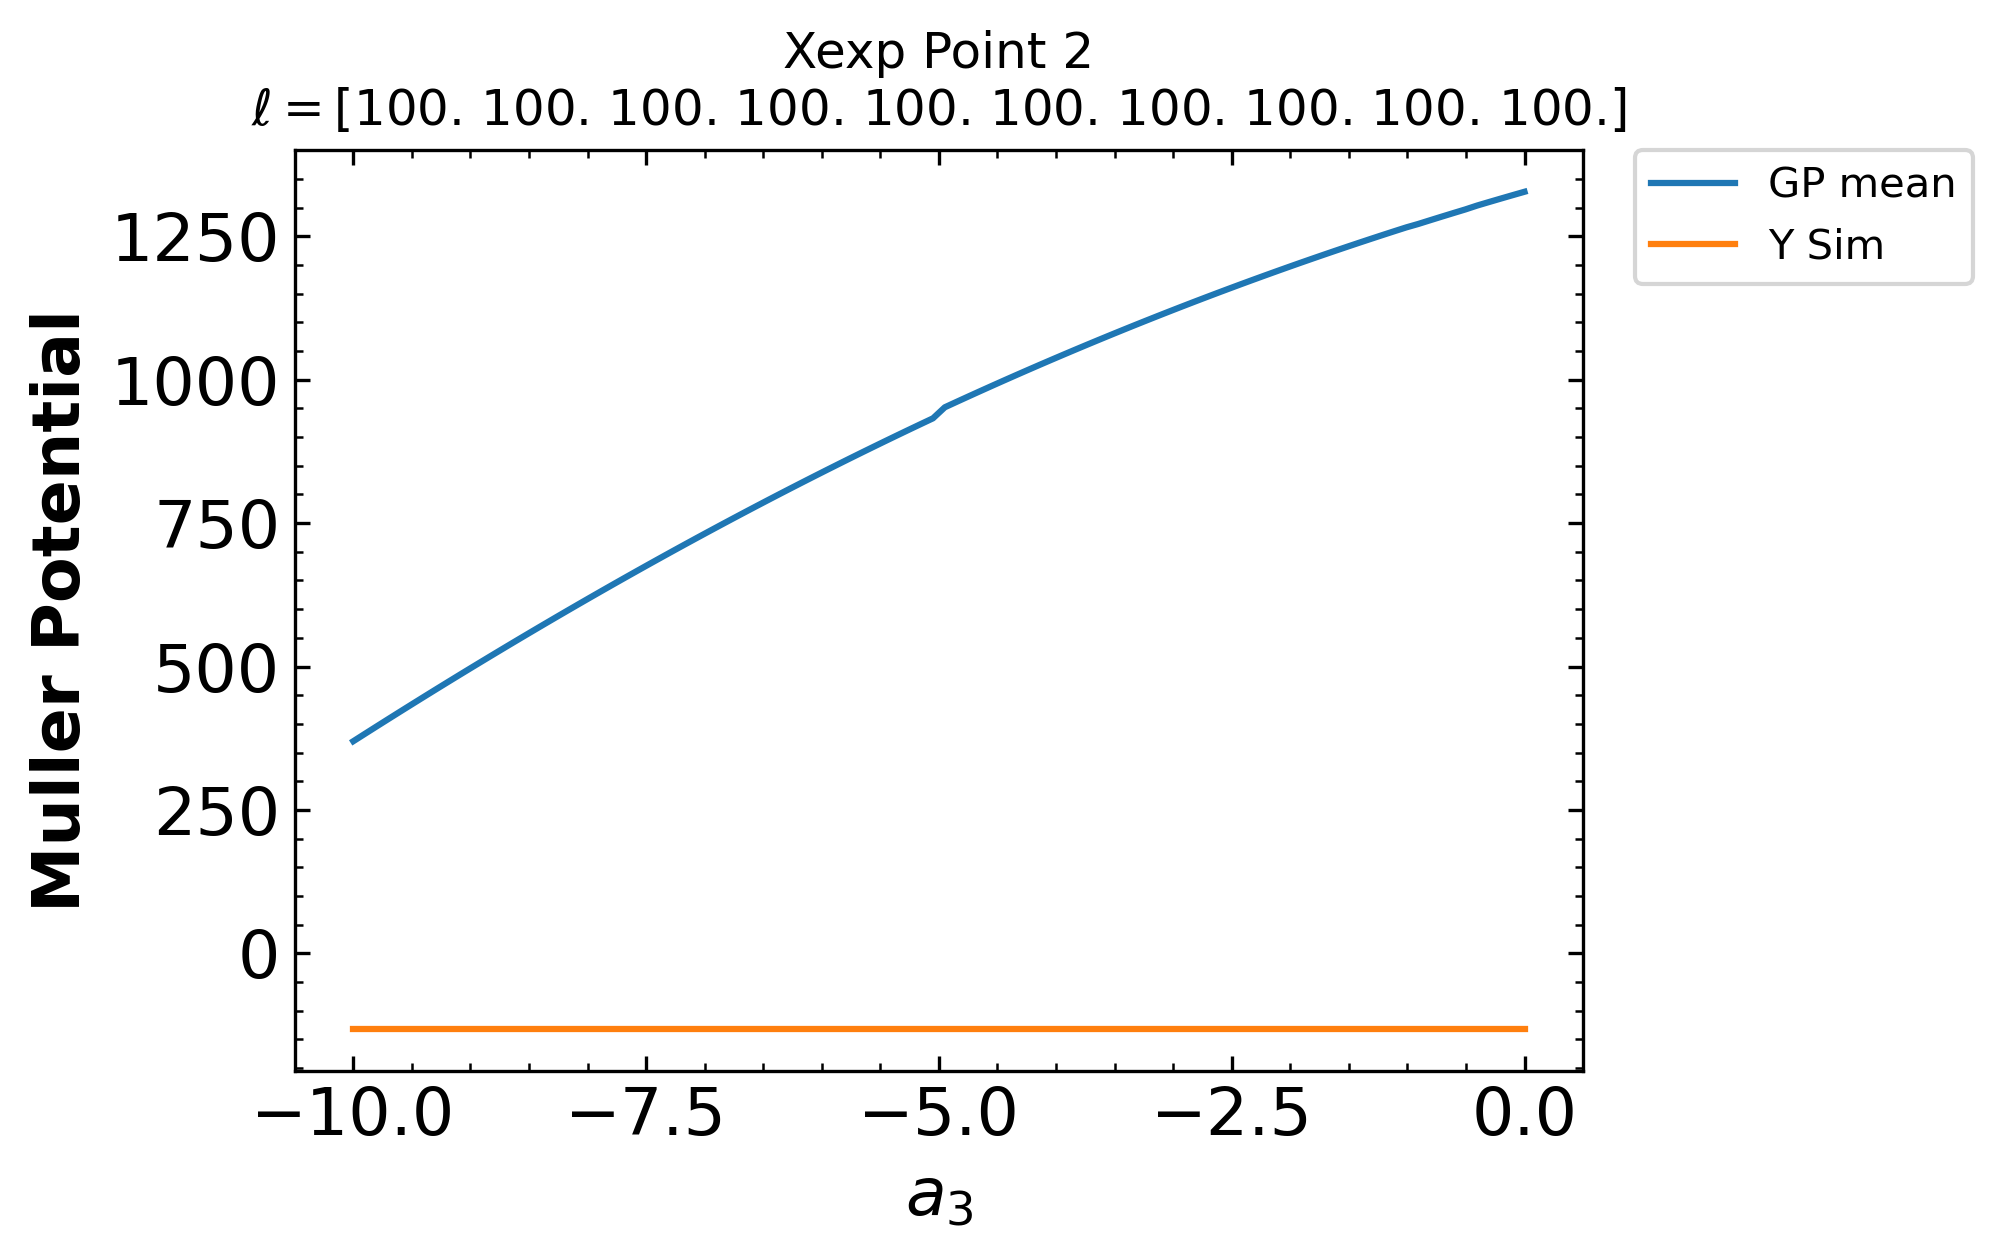 Xexp Point 2
ℓ = [100. 100. 100. 100. 100. 100. 100. 100. 100. 100.]
GP mean
Y Sim
Muller Potential
1250
1000
750
500
250
0
−10.0 −7.5 −5.0 −2.5 0.0
a₃